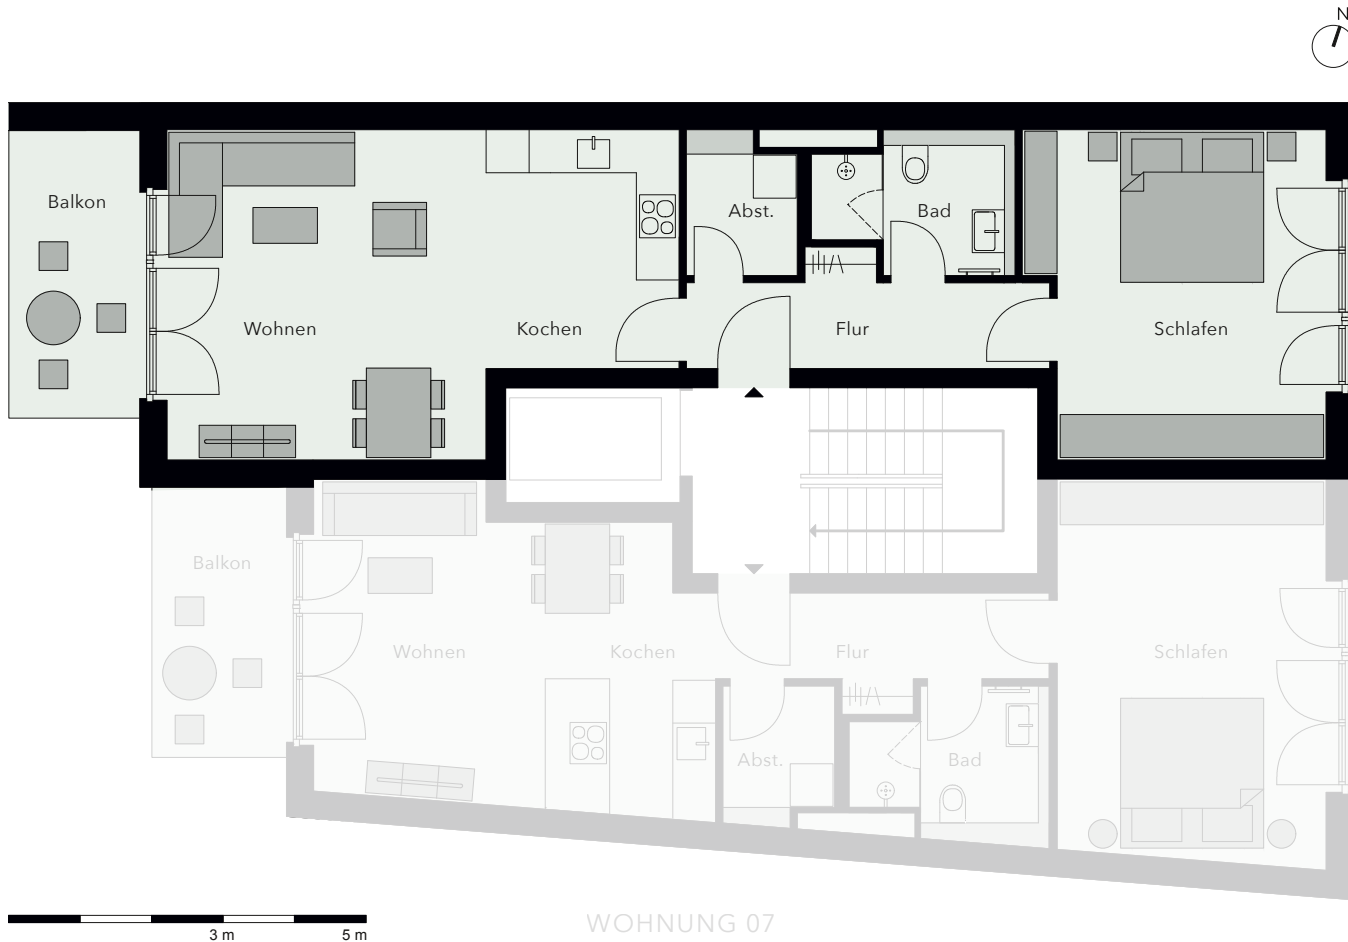 N
Balkon
Abst.
Bad
Wohnen
Kochen
Flur
Schlafen
Balkon
Wohnen
Kochen
Flur
Schlafen
Abst.
Bad
WOHNUNG 07
3 m
5 m